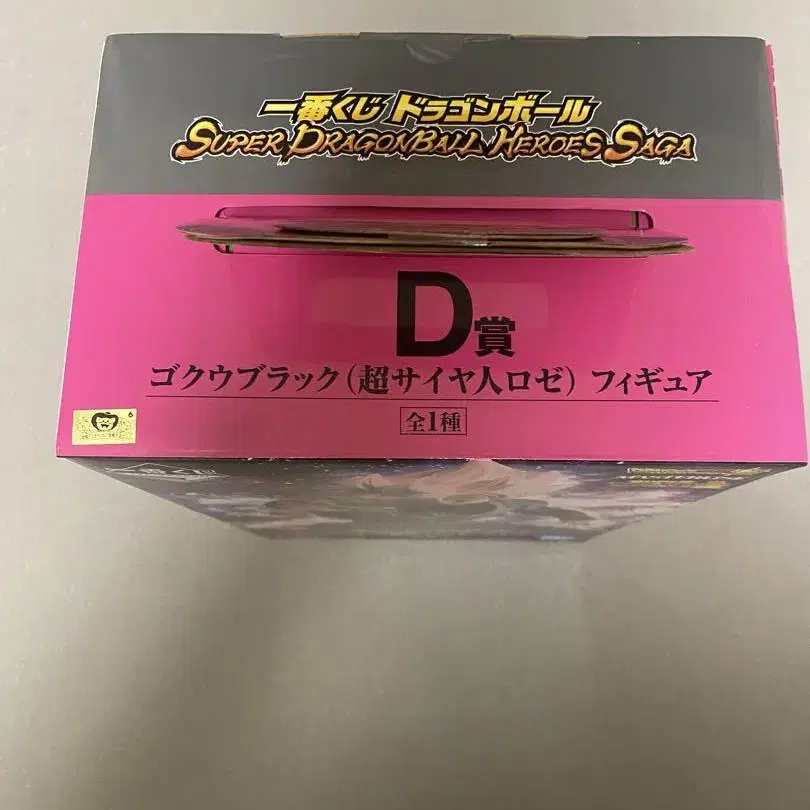 一番くじ ドラゴンボール
SUPER DRAGONBALL HEROES SAGA
D賞
ゴクウブラック(超サイヤ人ロゼ) フィギュア
全1種
6